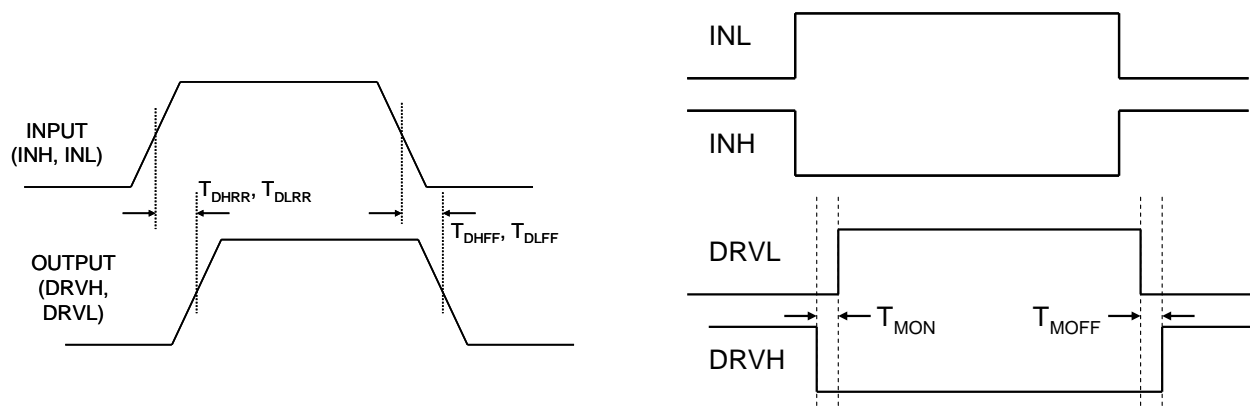 INPUT
(INH, INL)
TDHRR, TDLRR
TDHFF, TDLFF
OUTPUT
(DRVH,
DRVL)
INL
INH
DRVL
TMON
TMOFF
DRVH